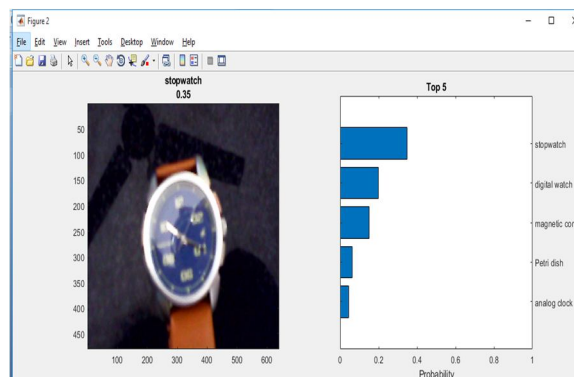 Figure 2
File Edit View Insert Tools Desktop Window Help
stopwatch
0.35
50
100
150
200
250
300
350
400
450
100 200 300 400 500 600
Top 5
stopwatch
digital watch
magnetic con
Petri dish
analog clock
0 0.2 0.4 0.6 0.8 1
Probability